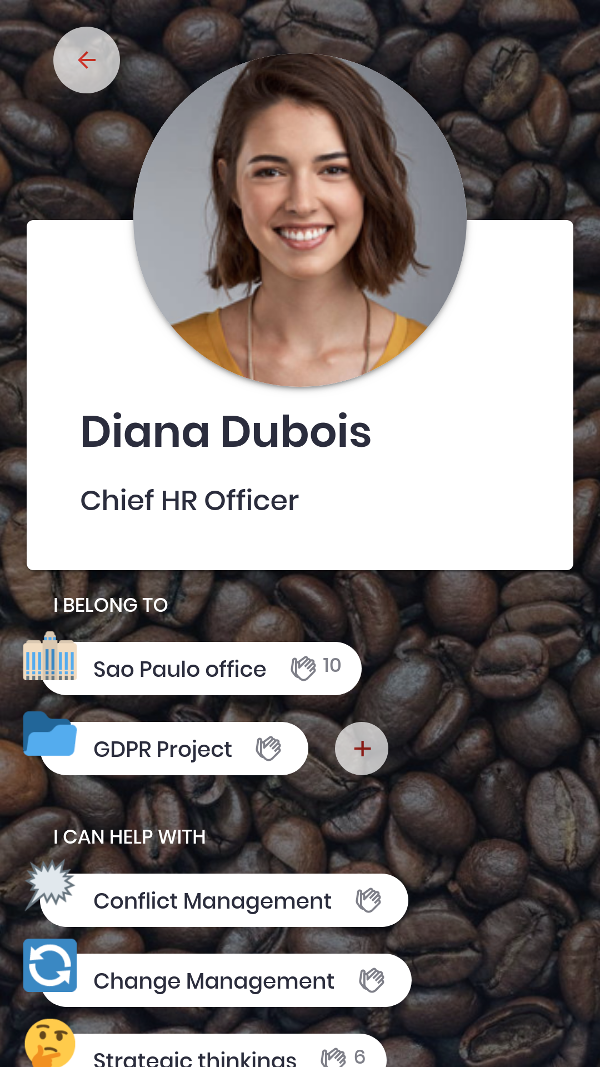 Diana Dubois
Chief HR Officer
I BELONG TO
Sao Paulo office 10
GDPR Project
I CAN HELP WITH
Conflict Management
Change Management
Strategic thinkings 6